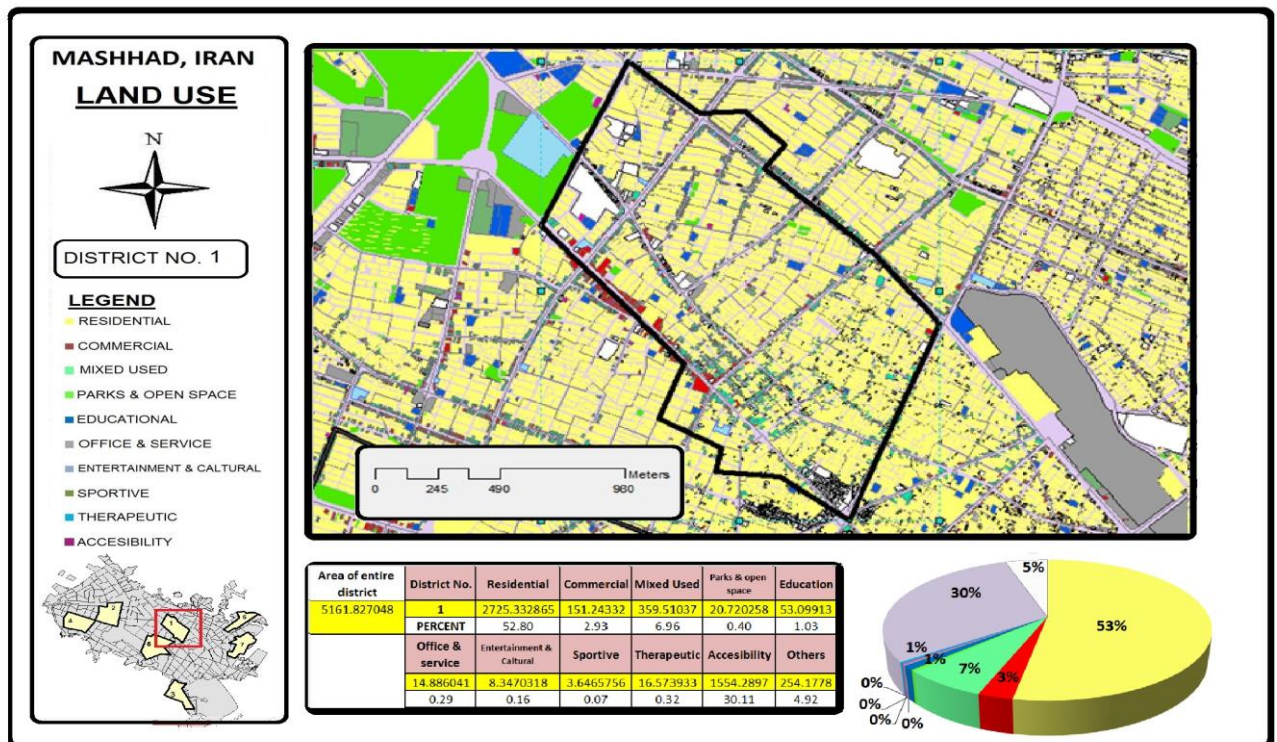 MASHHAD, IRAN
LAND USE
N
DISTRICT NO. 1
LEGEND
RESIDENTIAL
COMMERCIAL
MIXED USED
PARKS & OPEN SPACE
EDUCATIONAL
OFFICE & SERVICE
ENTERTAINMENT & CALTURAL
SPORTIVE
THERAPEUTIC
ACCESIBILITY
2
4
1
Meters
0 245 490 980
Area of entire district District No. Residential Commercial Mixed Used Parks & open space Education
5161.827048 1 2725.332865 151.24332 359.51037 20.720258 53.09913
PERCENT 52.80 2.93 6.96 0.40 1.03
Office & service Entertainment & Caltural Sportive Therapeutic Accesibility Others
14.886041 8.3470318 3.6465756 16.573933 1554.2897 254.1778
0.29 0.16 0.07 0.32 30.11 4.92
5%
30%
53%
1%
1%
7%
3%
0%
0%
0%
0%